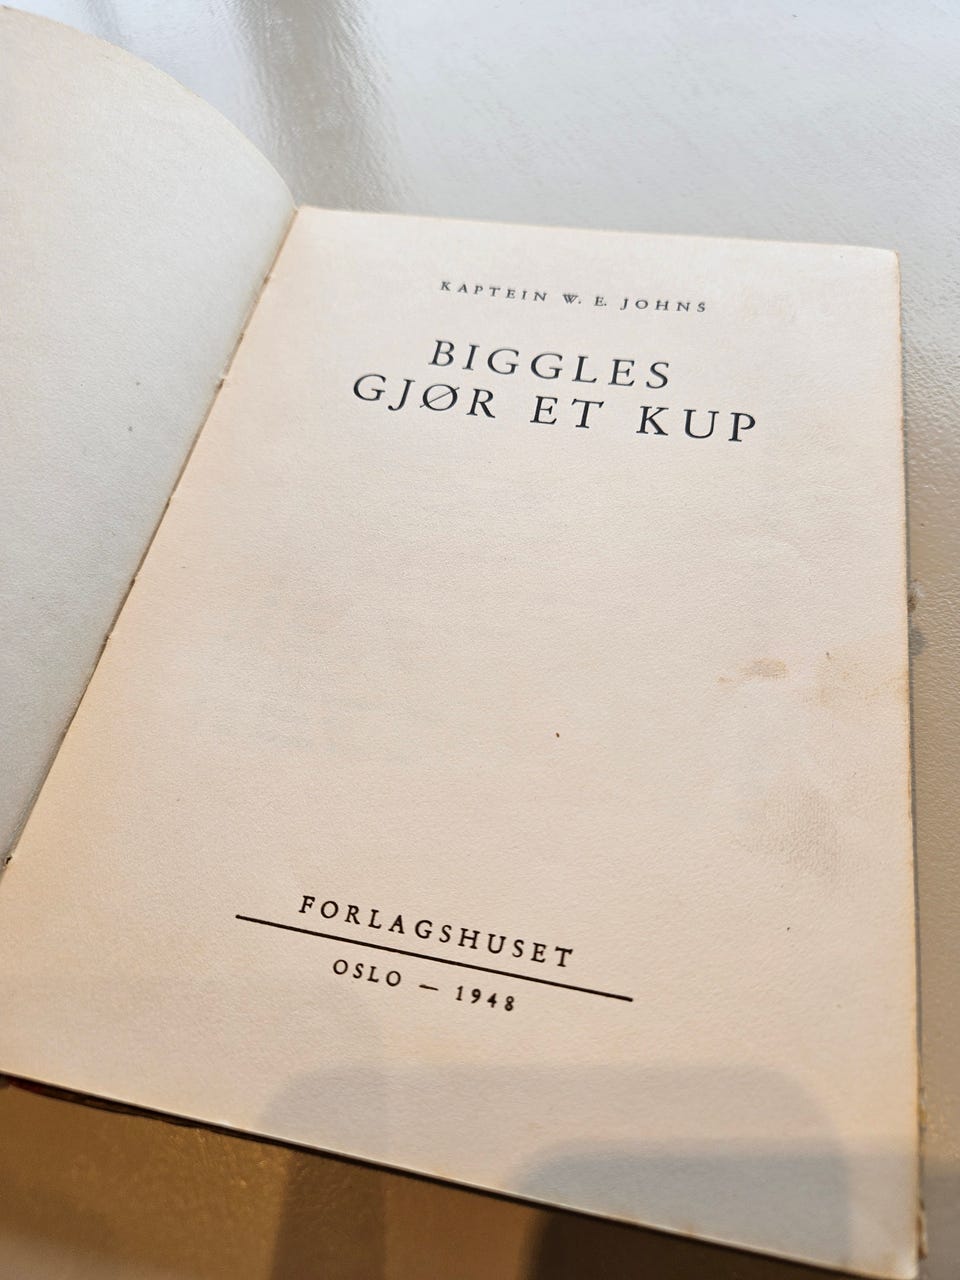 KAPTEIN W. E. JOHNS
BIGGLES
GJØR ET KUP
FORLAGSHUSET
OSLO — 1948